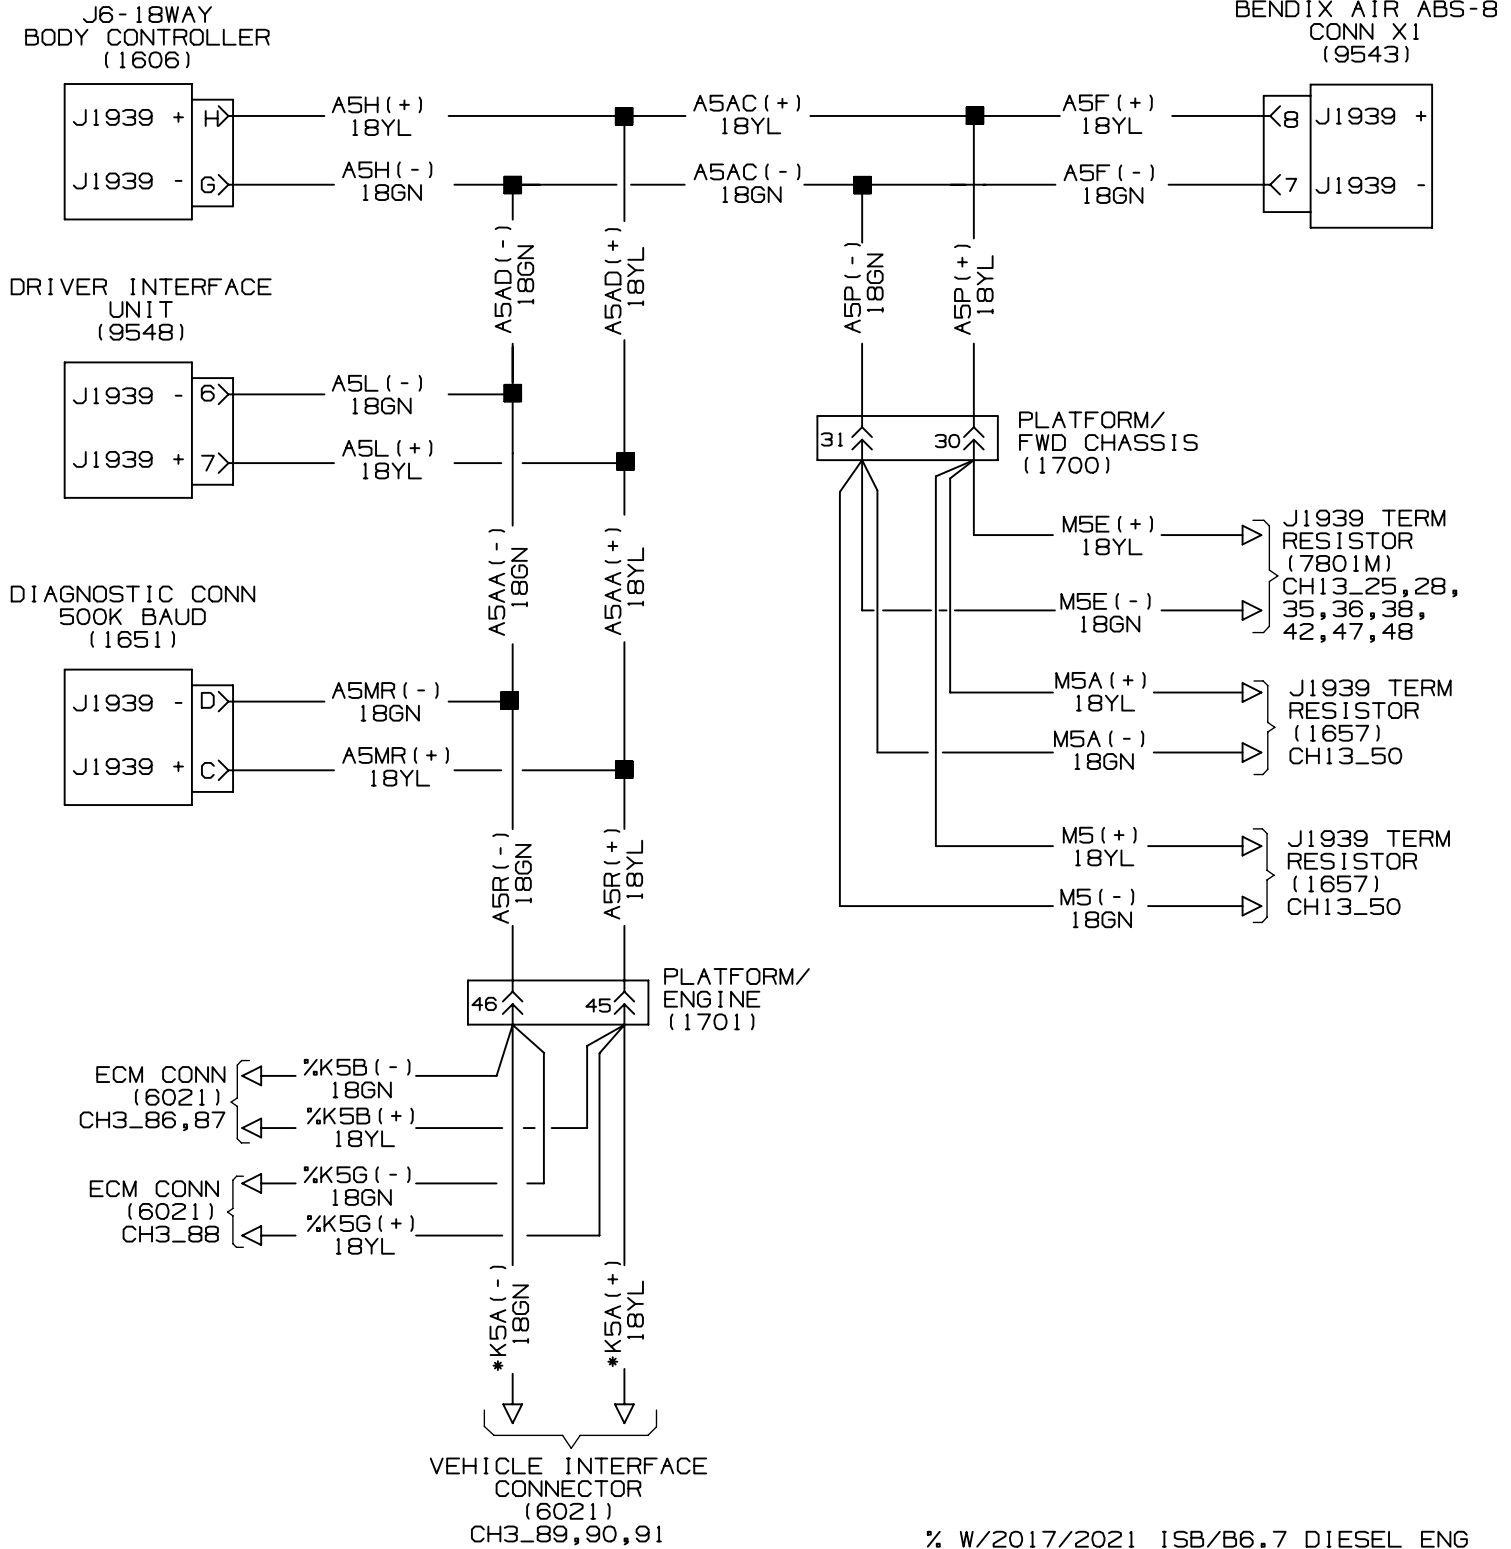 J6-18WAY
BODY CONTROLLER
(1606)
J1939 + H
J1939 - G
A5H(+)
18YL
A5H(-)
18GN
A5AC(+)
18YL
A5AC(-)
18GN
A5F(+)
18YL
A5F(-)
18GN
BENDIX AIR ABS-8
CONN X1
(9543)
8 J1939 +
7 J1939 -
A5AD(-)
18GN
A5AD(+)
18YL
A5P(-)
18GN
A5P(+)
18YL
DRIVER INTERFACE
UNIT
(9548)
J1939 - 6
J1939 + 7
A5L(-)
18GN
A5L(+)
18YL
31
30
PLATFORM/
FWD CHASSIS
(1700)
A5AA(-)
18GN
A5AA(+)
18YL
M5E(+)
18YL
M5E(-)
18GN
J1939 TERM
RESISTOR
(7801M)
CH13_25,28,
35,36,38,
42,47,48
DIAGNOSTIC CONN
500K BAUD
(1651)
J1939 - D
J1939 + C
A5MR(-)
18GN
A5MR(+)
18YL
M5A(+)
18YL
M5A(-)
18GN
J1939 TERM
RESISTOR
(1657)
CH13_50
A5R(-)
18GN
A5R(+)
18YL
M5(+)
18YL
M5(-)
18GN
J1939 TERM
RESISTOR
(1657)
CH13_50
46
45
PLATFORM/
ENGINE
(1701)
ECM CONN
(6021)
CH3_86,87
%K5B(-)
18GN
%K5B(+)
18YL
ECM CONN
(6021)
CH3_88
%K5G(-)
18GN
%K5G(+)
18YL
*K5A(-)
18GN
*K5A(+)
18YL
VEHICLE INTERFACE
CONNECTOR
(6021)
CH3_89,90,91
% W/2017/2021 ISB/B6.7 DIESEL ENG